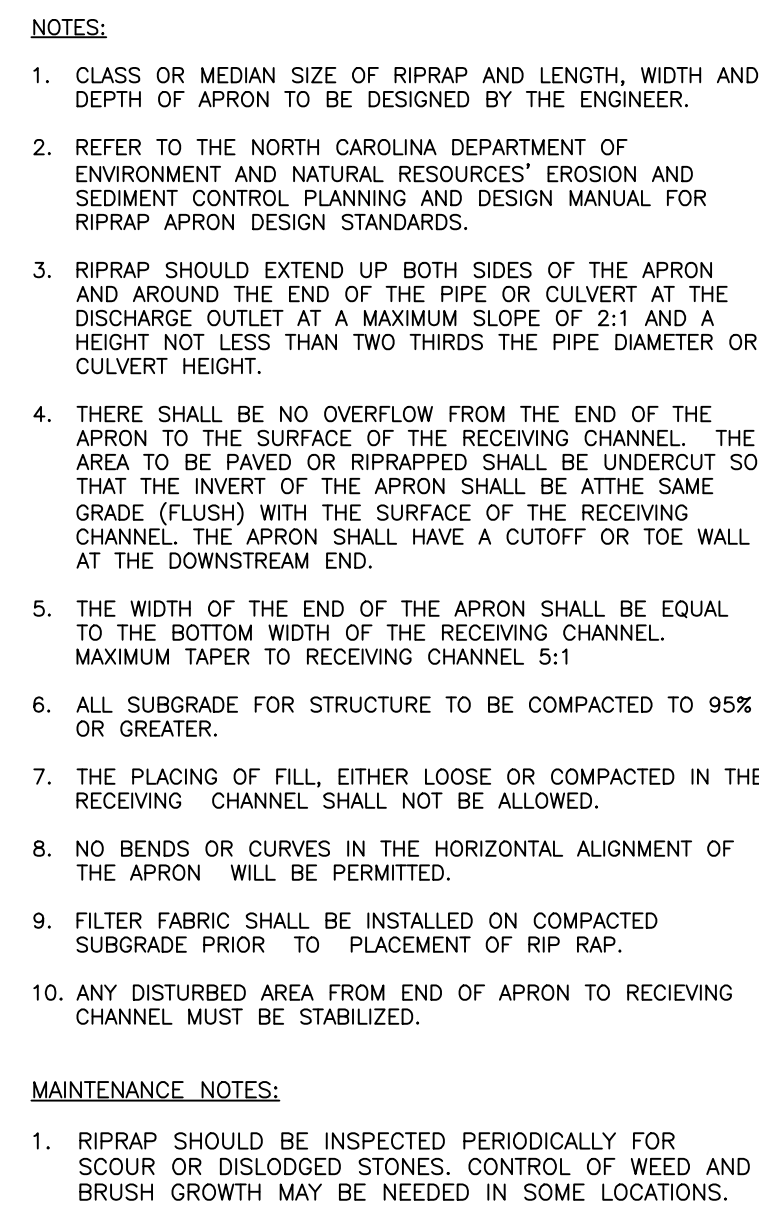 NOTES:
1. CLASS OR MEDIAN SIZE OF RIPRAP AND LENGTH, WIDTH AND
DEPTH OF APRON TO BE DESIGNED BY THE ENGINEER.
2. REFER TO THE NORTH CAROLINA DEPARTMENT OF
ENVIRONMENT AND NATURAL RESOURCES' EROSION AND
SEDIMENT CONTROL PLANNING AND DESIGN MANUAL FOR
RIPRAP APRON DESIGN STANDARDS.
3. RIPRAP SHOULD EXTEND UP BOTH SIDES OF THE APRON
AND AROUND THE END OF THE PIPE OR CULVERT AT THE
DISCHARGE OUTLET AT A MAXIMUM SLOPE OF 2:1 AND A
HEIGHT NOT LESS THAN TWO THIRDS THE PIPE DIAMETER OR
CULVERT HEIGHT.
4. THERE SHALL BE NO OVERFLOW FROM THE END OF THE
APRON TO THE SURFACE OF THE RECEIVING CHANNEL. THE
AREA TO BE PAVED OR RIPRAPPED SHALL BE UNDERCUT SO
THAT THE INVERT OF THE APRON SHALL BE ATTHE SAME
GRADE (FLUSH) WITH THE SURFACE OF THE RECEIVING
CHANNEL. THE APRON SHALL HAVE A CUTOFF OR TOE WALL
AT THE DOWNSTREAM END.
5. THE WIDTH OF THE END OF THE APRON SHALL BE EQUAL
TO THE BOTTOM WIDTH OF THE RECEIVING CHANNEL.
MAXIMUM TAPER TO RECEIVING CHANNEL 5:1
6. ALL SUBGRADE FOR STRUCTURE TO BE COMPACTED TO 95%
OR GREATER.
7. THE PLACING OF FILL, EITHER LOOSE OR COMPACTED IN THE
RECEIVING CHANNEL SHALL NOT BE ALLOWED.
8. NO BENDS OR CURVES IN THE HORIZONTAL ALIGNMENT OF
THE APRON WILL BE PERMITTED.
9. FILTER FABRIC SHALL BE INSTALLED ON COMPACTED
SUBGRADE PRIOR TO PLACEMENT OF RIP RAP.
10. ANY DISTURBED AREA FROM END OF APRON TO RECIEVING
CHANNEL MUST BE STABILIZED.
MAINTENANCE NOTES:
1. RIPRAP SHOULD BE INSPECTED PERIODICALLY FOR
SCOUR OR DISLODGED STONES. CONTROL OF WEED AND
BRUSH GROWTH MAY BE NEEDED IN SOME LOCATIONS.